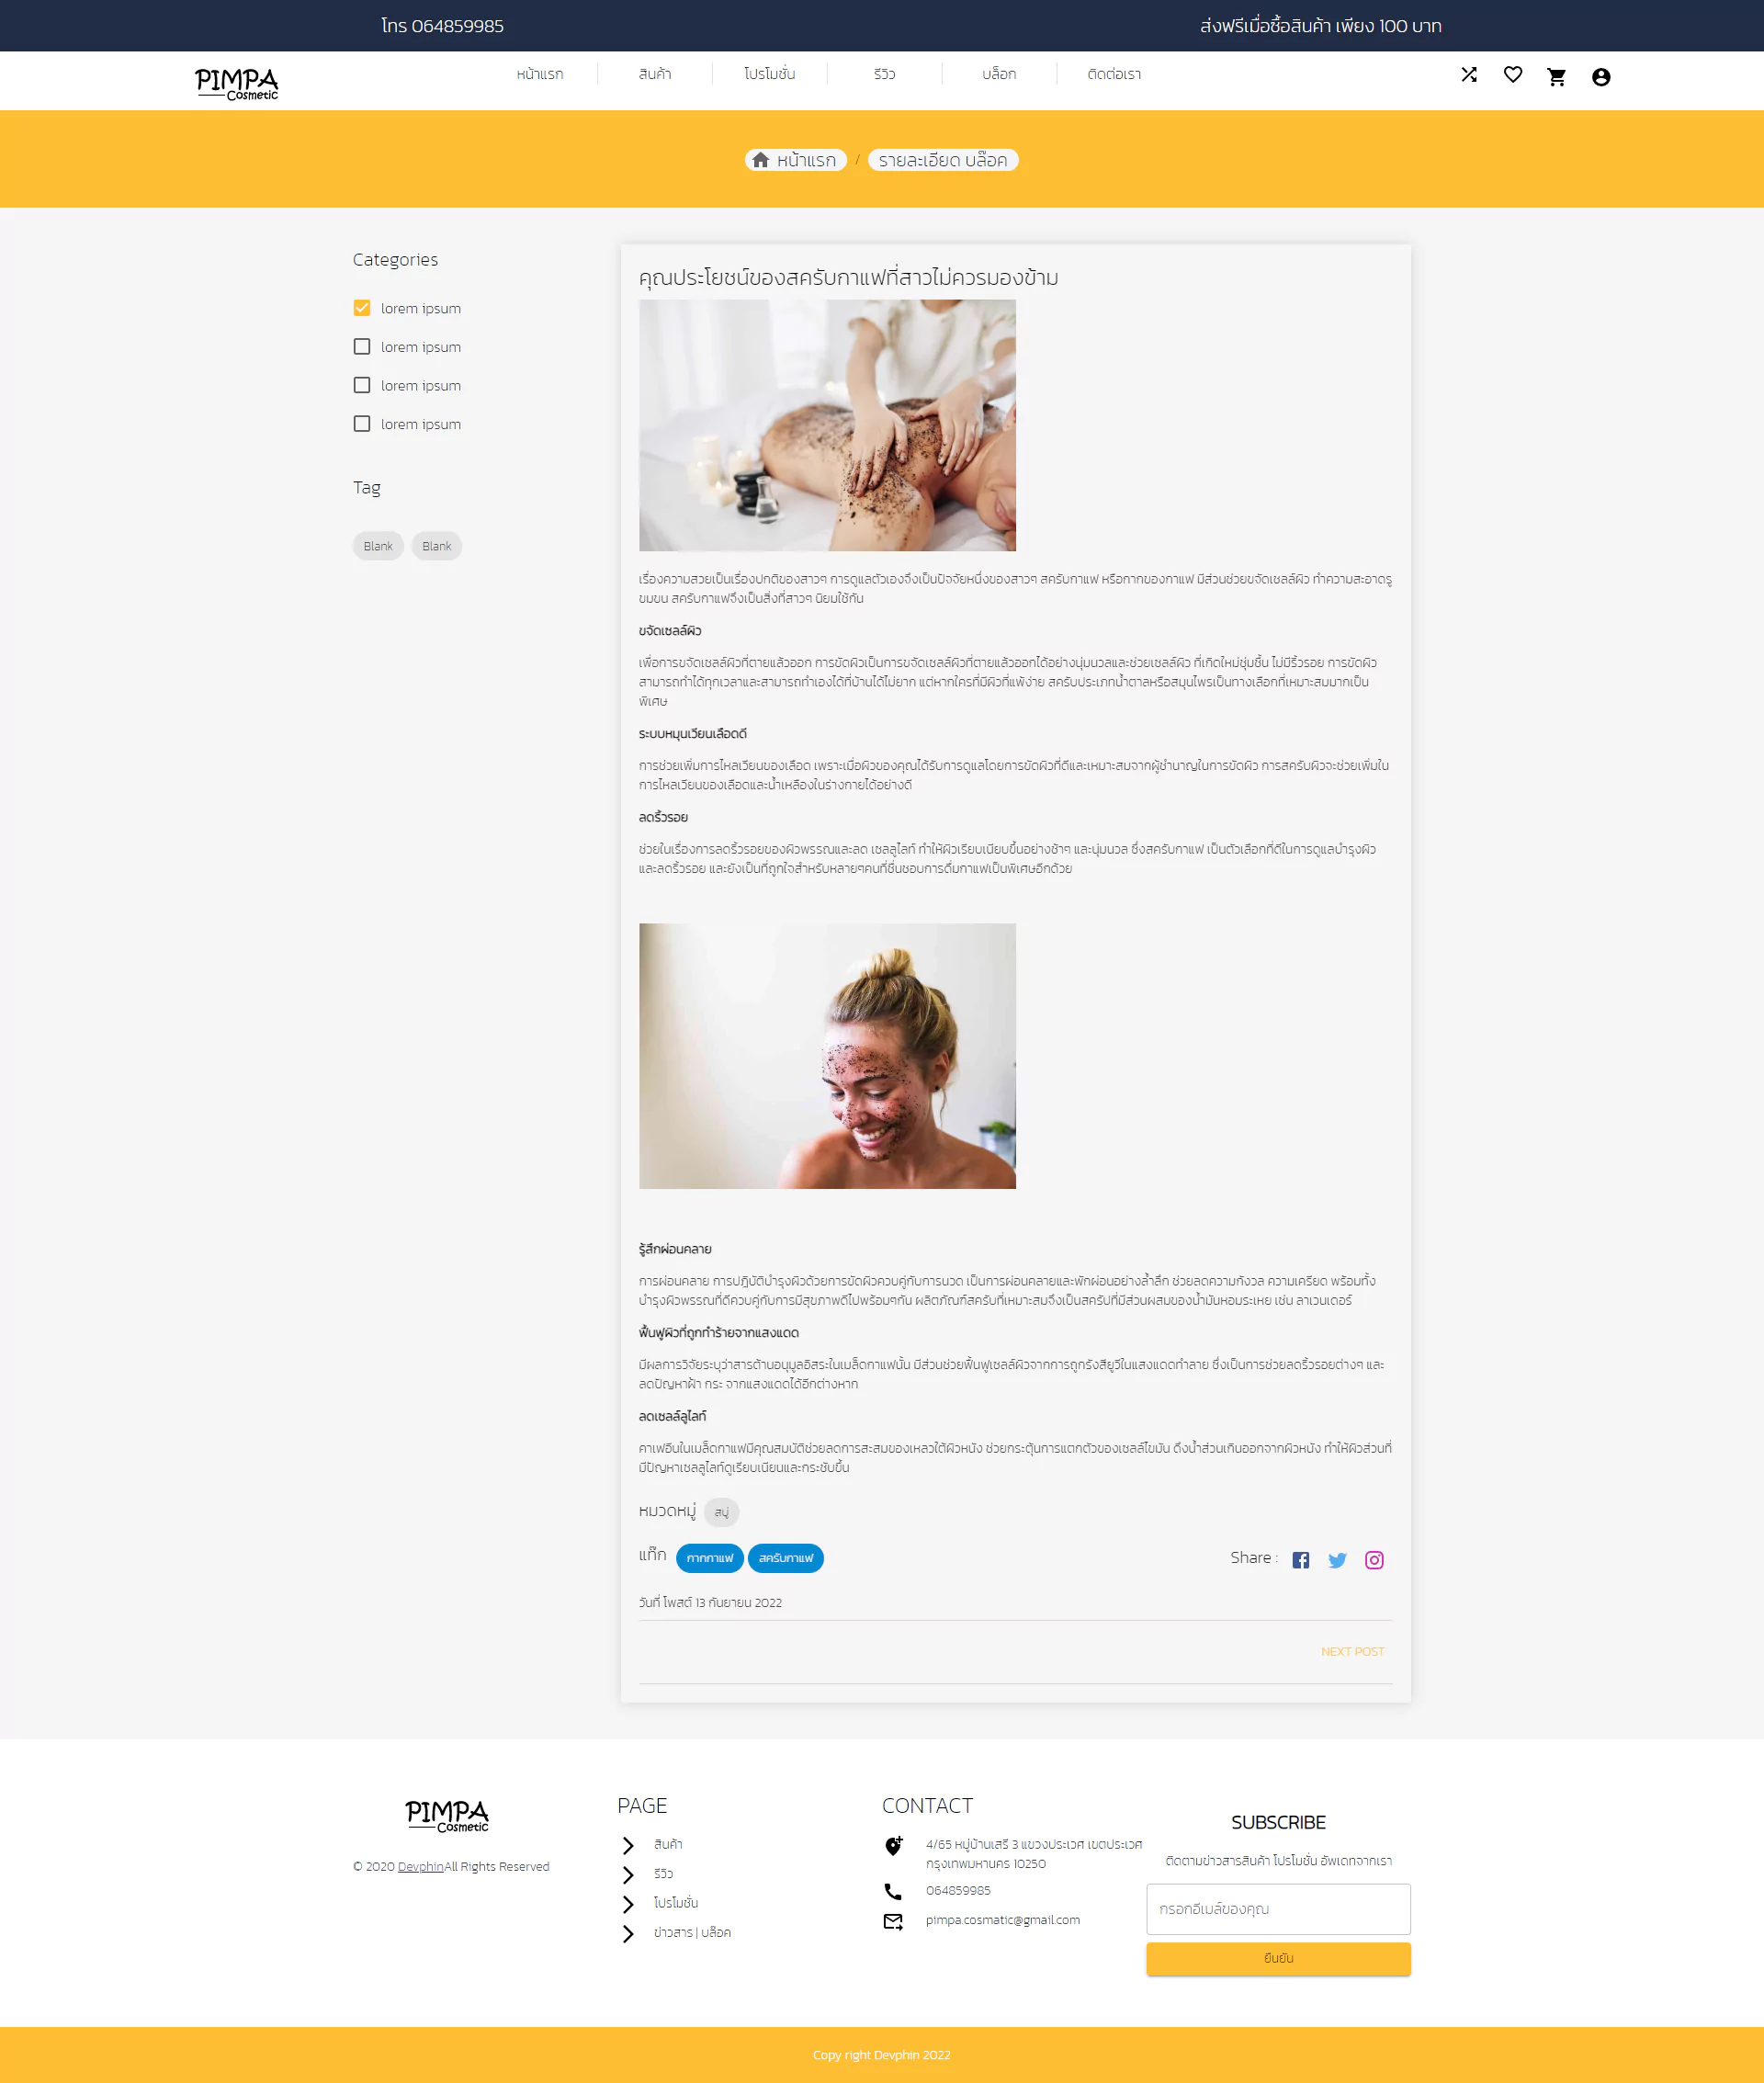 โทร 064859985
ส่งฟรีเมื่อซื้อสินค้า เพียง 100 บาท
PIMPA
Cosmetic
หน้าแรก
สินค้า
โปรโมชั่น
รีวิว
บล็อก
ติดต่อเรา
หน้าแรก / รายละเอียด บล๊อค
Categories
lorem ipsum
lorem ipsum
lorem ipsum
lorem ipsum
Tag
Blank Blank
คุณประโยชน์ของสครับกาแฟที่สาวไม่ควรมองข้าม
เรื่องความสวยเป็นเรื่องปกติของสาวๆ การดูแลตัวเองจึงเป็นปัจจัยหนึ่งของสาวๆ สครับกาแฟ หรือกากของกาแฟ มีส่วนช่วยขจัดเซลล์ผิว ทำความสะอาดรู
ขมขน สครับกาแฟจึงเป็นสิ่งที่สาวๆ นิยมใช้กัน
ขจัดเซลล์ผิว
เพื่อการขจัดเซลล์ผิวที่ตายแล้วออก การขัดผิวเป็นการขจัดเซลล์ผิวที่ตายแล้วออกได้อย่างนุ่มนวลและช่วยเซลล์ผิว ที่เกิดใหม่ชุ่มชื้น ไม่มีริ้วรอย การขัดผิว
สามารถทำได้ทุกเวลาและสามารถทำเองได้ที่บ้านได้ไม่ยาก แต่หากใครที่มีผิวที่แพ้ง่าย สครับประเภทน้ำตาลหรือสมุนไพรเป็นทางเลือกที่เหมาะสมมากเป็น
พิเศษ
ระบบหมุนเวียนเลือดดี
การช่วยเพิ่มการไหลเวียนของเลือด เพราะเมื่อผิวของคุณได้รับการดูแลโดยการขัดผิวที่ดีและเหมาะสมจากผู้ชำนาญในการขัดผิว การสครับผิวจะช่วยเพิ่มใน
การไหลเวียนของเลือดและน้ำเหลืองในร่างกายได้อย่างดี
ลดริ้วรอย
ช่วยในเรื่องการลดริ้วรอยของผิวพรรณและลด เซลลูไลท์ ทำให้ผิวเรียบเนียบขึ้นอย่างช้าๆ และนุ่มนวล ซึ่งสครับกาแฟ เป็นตัวเลือกที่ดีในการดูแลบำรุงผิว
และลดริ้วรอย และยังเป็นที่ถูกใจสำหรับหลายๆคนที่ชื่นชอบการดื่มกาแฟเป็นพิเศษอีกด้วย
รู้สึกผ่อนคลาย
การผ่อนคลาย การปฏิบัติบำรุงผิวด้วยการขัดผิวควบคู่กับการนวด เป็นการผ่อนคลายและพักผ่อนอย่างล้ำลึก ช่วยลดความกังวล ความเครียด พร้อมทั้ง
บำรุงผิวพรรณที่ดีควบคู่กับการมีสุขภาพดีไปพร้อมๆกัน ผลิตภัณฑ์สครับที่เหมาะสมจึงเป็นสครัปที่มีส่วนผสมของน้ำมันหอมระเหย เช่น ลาเวนเดอร์
ฟื้นฟูผิวที่ถูกทำร้ายจากแสงแดด
มีผลการวิจัยระบุว่าสารต้านอนุมูลอิสระในเมล็ดกาแฟนั้น มีส่วนช่วยฟื้นฟูเซลล์ผิวจากการถูกรังสียูวีในแสงแดดทำลาย ซึ่งเป็นการช่วยลดริ้วรอยต่างๆ และ
ลดปัญหาฝ้า กระ จากแสงแดดได้อีกต่างหาก
ลดเซลล์ลูไลท์
คาเฟอีนในเมล็ดกาแฟมีคุณสมบัติช่วยลดการสะสมของเหลวใต้ผิวหนัง ช่วยกระตุ้นการแตกตัวของเซลล์ไขมัน ดึงน้ำส่วนเกินออกจากผิวหนัง ทำให้ผิวส่วนที่
มีปัญหาเซลลูไลท์ดูเรียบเนียนและกระชับขึ้น
หมวดหมู่ สบู่
แท๊ก กากกาแฟ สครับกาแฟ
Share :
วันที่ โพสต์ 13 กันยายน 2022
NEXT POST
PIMPA
Cosmetic
© 2020 DevphinAll Rights Reserved
PAGE
สินค้า
รีวิว
โปรโมชั่น
ข่าวสาร | บล๊อค
CONTACT
4/65 หมู่บ้านเสรี 3 แขวงประเวศ เขตประเวศ
กรุงเทพมหานคร 10250
064859985
pimpa.cosmatic@gmail.com
SUBSCRIBE
ติดตามข่าวสารสินค้า โปรโมชั่น อัพเดทจากเรา
กรอกอีเมล์ของคุณ
ยืนยัน
Copy right Devphin 2022